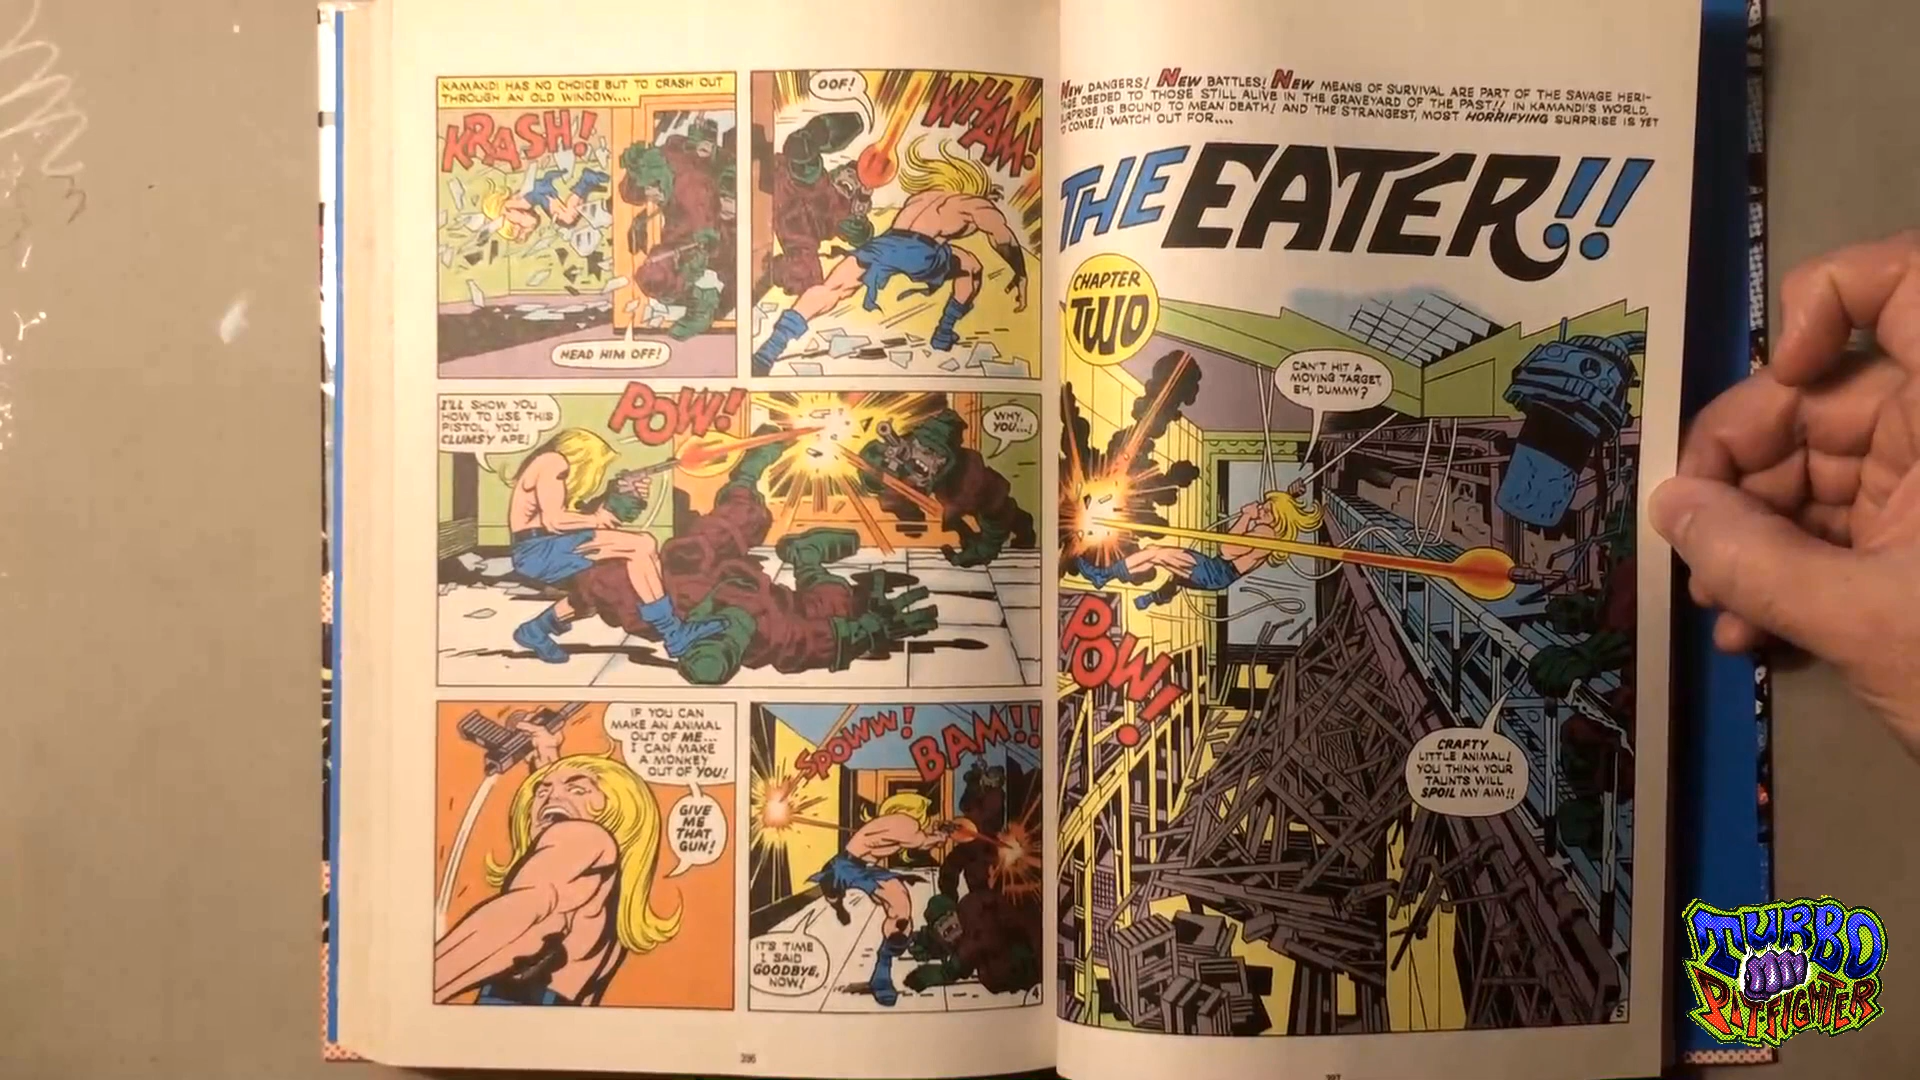 KAMANDI HAS NO CHOICE BUT TO CRASH OUT
THROUGH AN OLD WINDOW....
KRASH!
HEAD HIM OFF!
OOF!
WHAM!
I'LL SHOW YOU
HOW TO USE THIS
PISTOL, YOU
CLUMSY APE!
POW!
WHY,
YOU...!
IF YOU CAN
MAKE AN ANIMAL
OUT OF ME...
I CAN MAKE
A MONKEY
OUT OF YOU!
GIVE
ME
THAT
GUN!
SPOWW!
BAM!!
IT'S TIME
I SAID
GOODBYE,
NOW!
4
NEW DANGERS! NEW BATTLES! NEW MEANS OF SURVIVAL ARE PART OF THE SAVAGE HERI-
TAGE DEEDED TO THOSE STILL ALIVE IN THE GRAVEYARD OF THE PAST!! IN KAMANDI'S WORLD,
SURPRISE IS BOUND TO MEAN DEATH! AND THE STRANGEST, MOST HORRIFYING SURPRISE IS YET
TO COME!! WATCH OUT FOR....
THE EATER!!
CHAPTER
TWO
CAN'T HIT A
MOVING TARGET,
EH, DUMMY?
POW!
CRAFTY
LITTLE ANIMAL!
YOU THINK YOUR
TAUNTS WILL
SPOIL MY AIM!!
5
TURBO
PIT-FIGHTER